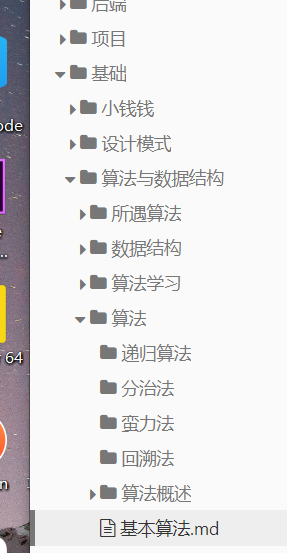 后端
项目
ode
基础
小钱钱
设计模式
算法与数据结构
所遇算法
e
...
数据结构
算法学习
算法
64
递归算法
分治法
蛮力法
回溯法
n
算法概述
基本算法.md